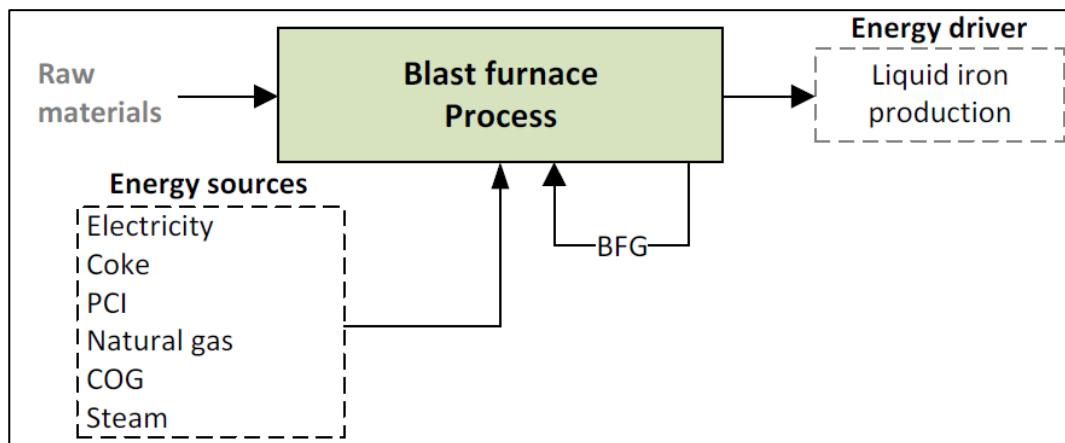 Energy driver
Raw
materials
Blast furnace
Process
Liquid iron
production
Energy sources
Electricity
Coke
PCI
Natural gas
COG
Steam
BFG